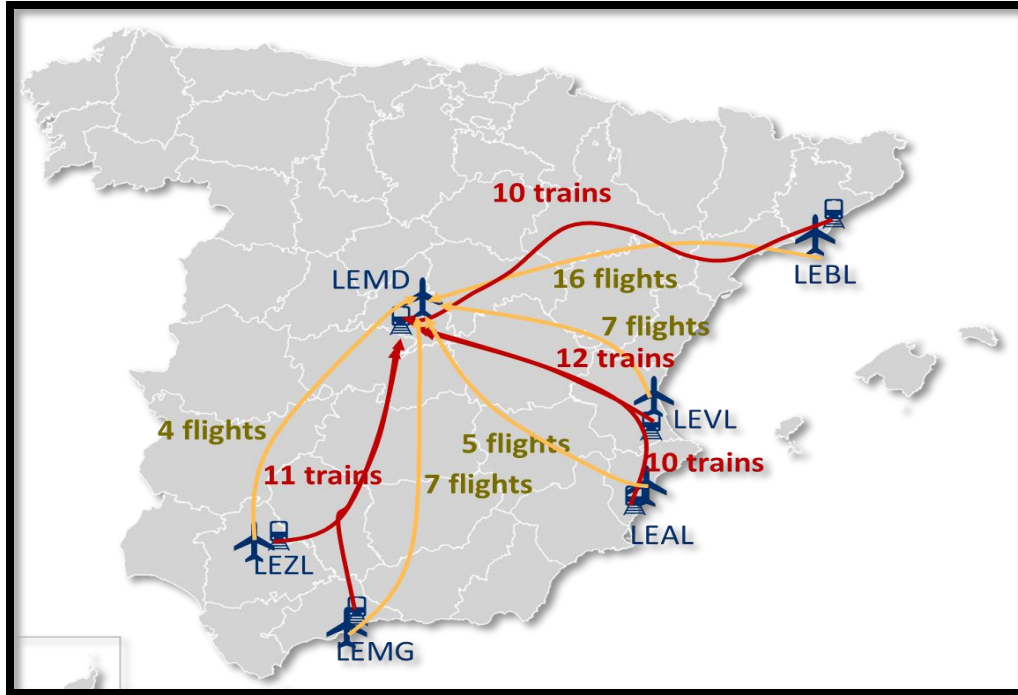 10 trains
LEMD
16 flights
LEBL
7 flights
12 trains
LEVL
4 flights
5 flights
10 trains
11 trains
7 flights
LEAL
LEZL
LEMG